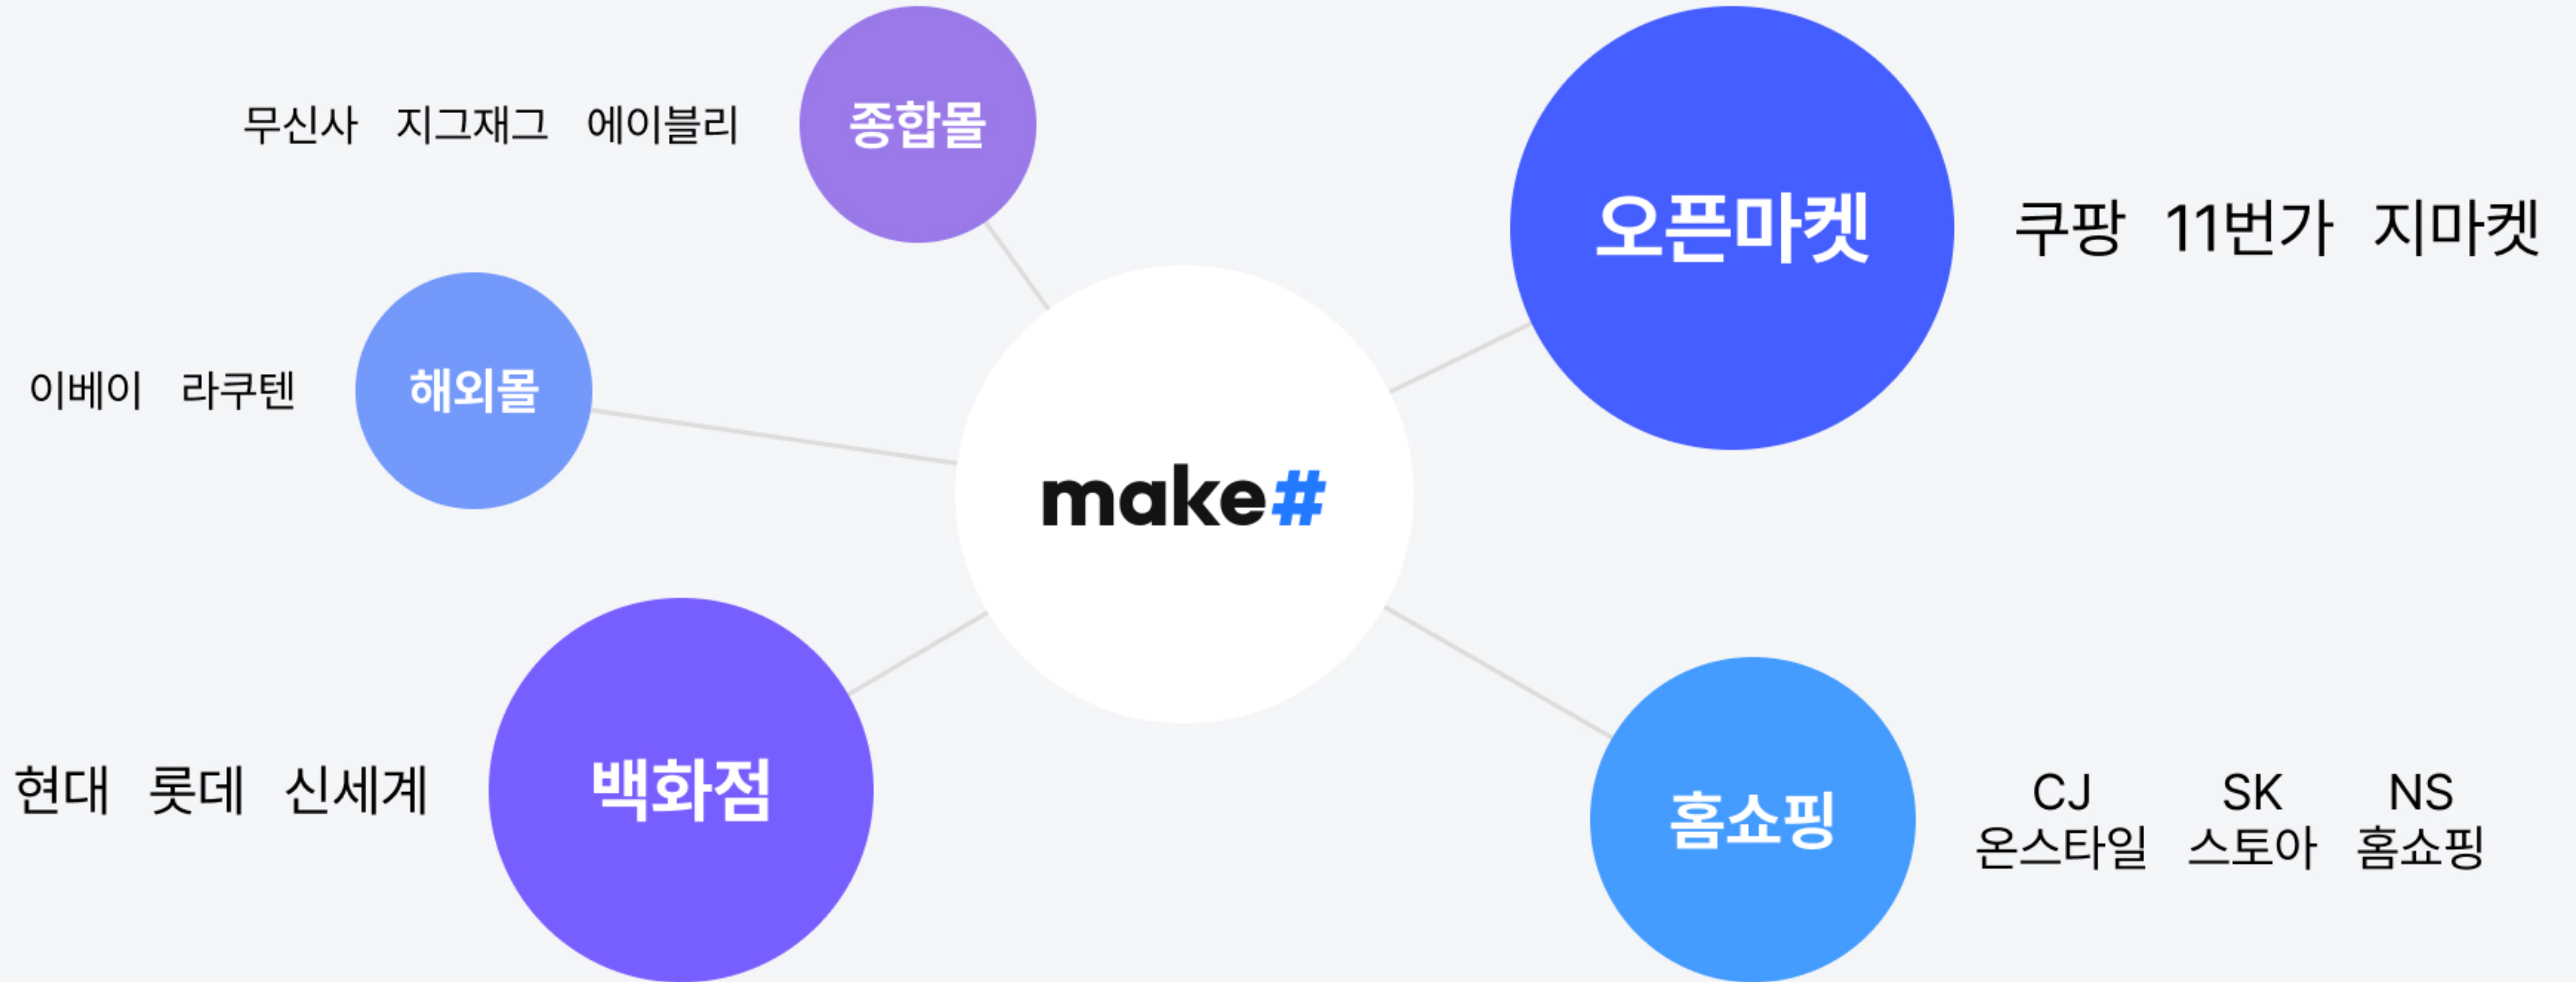 무신사 지그재그 에이블리
종합몰
오픈마켓
쿠팡 11번가 지마켓
이베이 라쿠텐
해외몰
make#
현대 롯데 신세계
백화점
홈쇼핑
CJ 온스타일
SK 스토아
NS 홈쇼핑